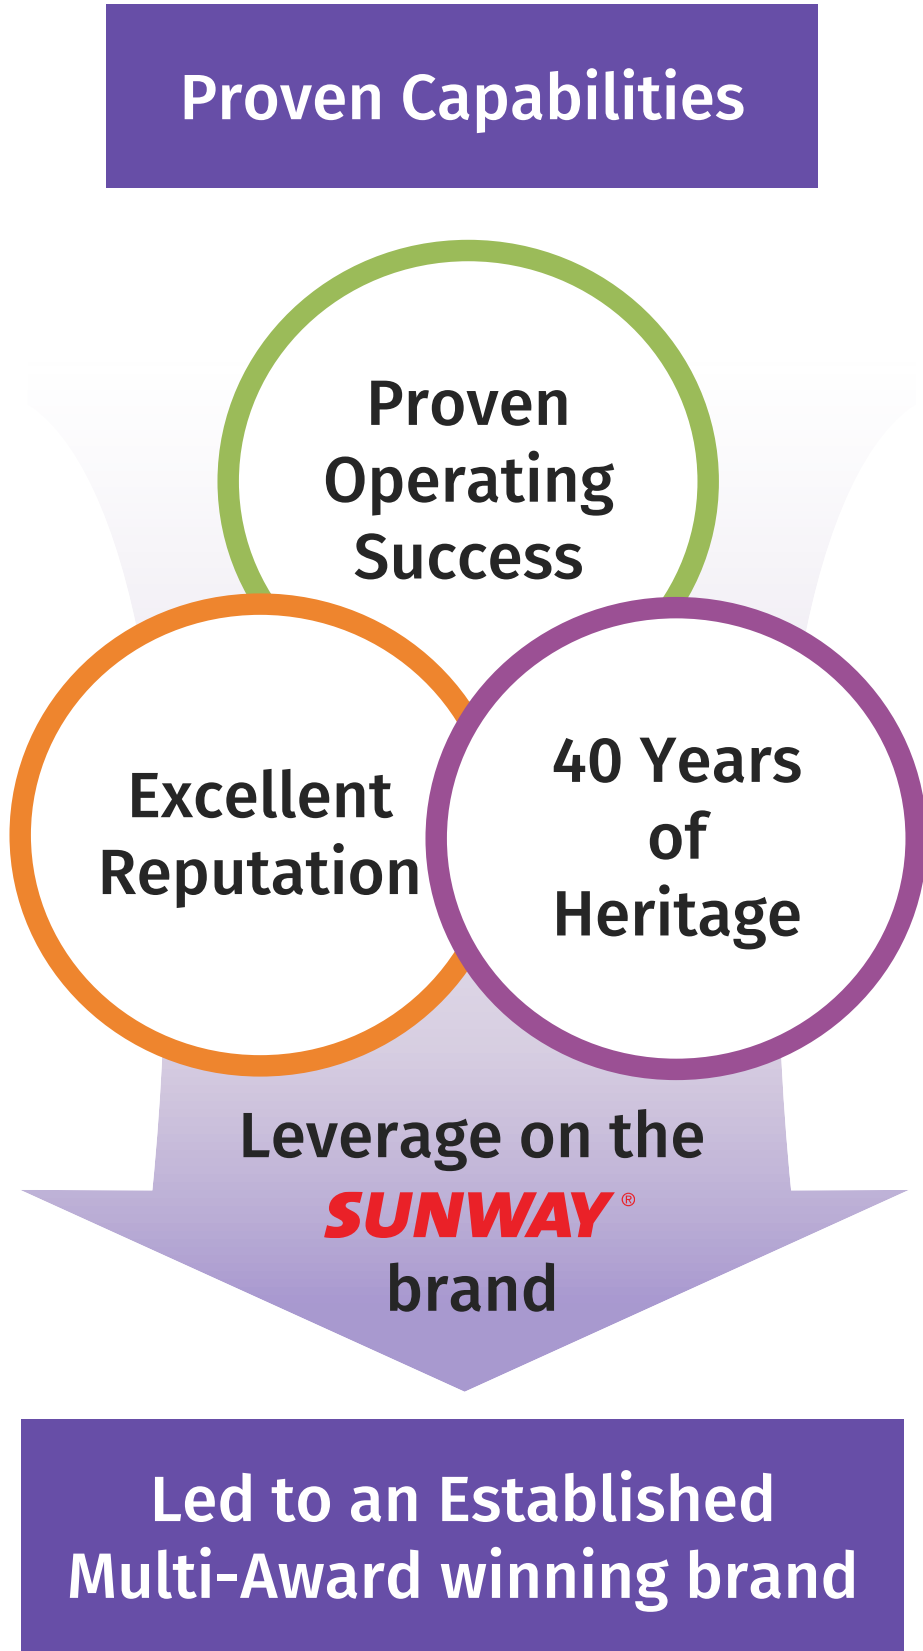 Proven Capabilities
Proven
Operating
Success
Excellent
Reputation
40 Years
of
Heritage
Leverage on the
SUNWAY®
brand
Led to an Established
Multi-Award winning brand